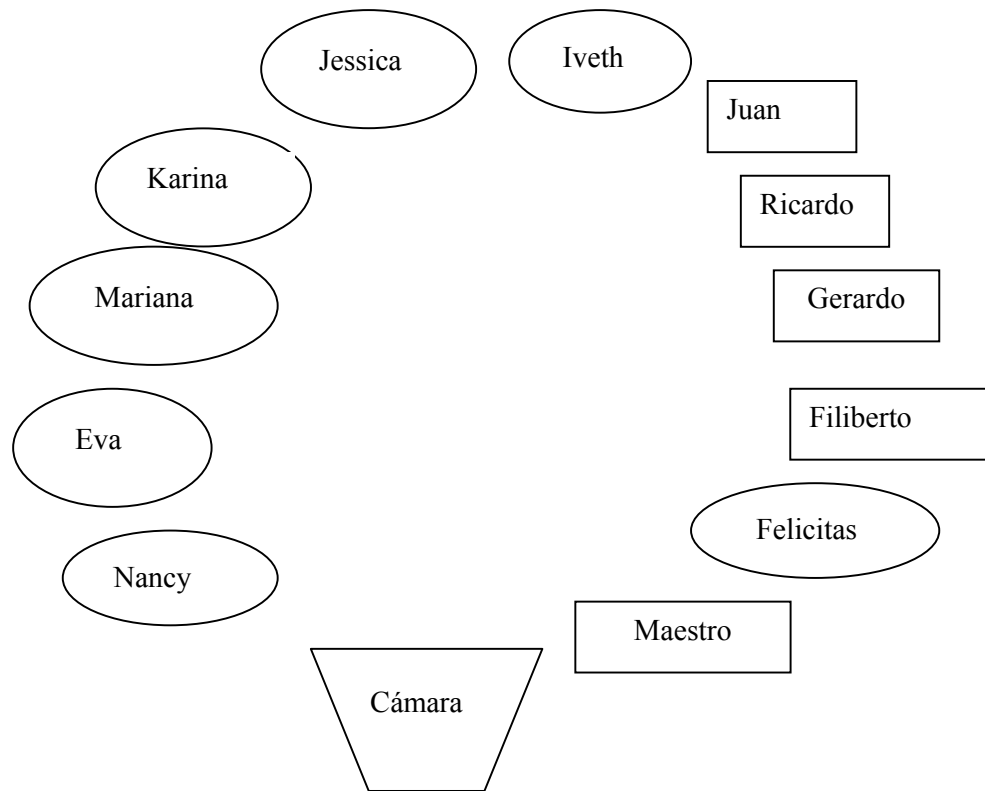 Jessica
Iveth
Juan
Karina
Ricardo
Mariana
Gerardo
Filiberto
Eva
Felicitas
Nancy
Maestro
Cámara